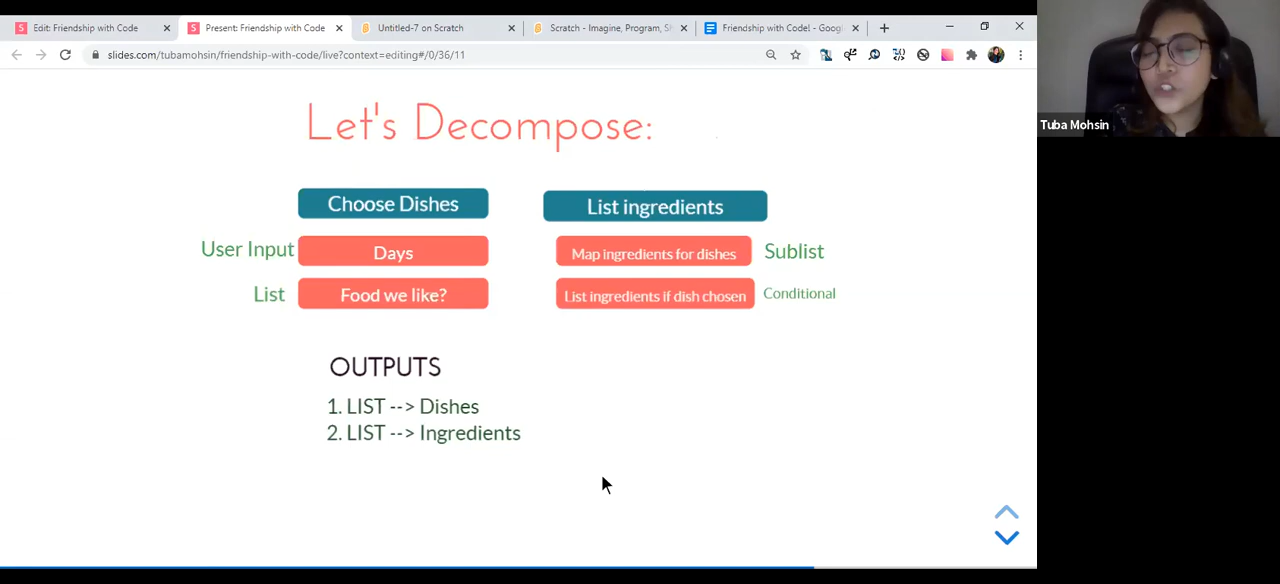 Edit: Friendship with Code
Present: Friendship with Code
Untitled-7 on Scratch
Scratch - Imagine, Program, Sh
Friendship with Code! - Googl
slides.com/tubamohsin/friendship-with-code/live?context=editing#/0/36/11
Tuba Mohsin
Let's Decompose:
Choose Dishes
List ingredients
User Input
Days
Map ingredients for dishes
Sublist
List
Food we like?
List ingredients if dish chosen
Conditional
OUTPUTS
1. LIST --> Dishes
2. LIST --> Ingredients